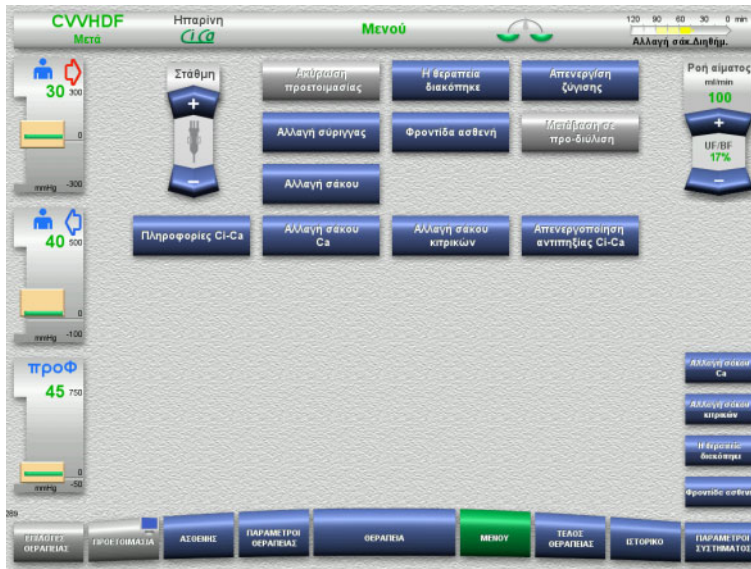 CVVHDF
Μετά
Ηπαρίνη
Ci Ca
Μενού
120 90 60 30 0 min
Αλλαγή σάκ.Διηθήμ.
30
300
0
mmHg -300
40
500
0
mmHg -100
προΦ
45
750
0
mmHg -50
Στάθμη
+
−
Ακύρωση
προετοιμασίας
Η θεραπεία
διακόπηκε
Απενεργ/ση
ζύγισης
Αλλαγή σύριγγας
Φροντίδα ασθενή
Μετάβαση σε
προ-διύλιση
Αλλαγή σάκου
Πληροφορίες Ci-Ca
Αλλαγή σάκου
Ca
Αλλαγή σάκου
κιτρικών
Απενεργοποίηση
αντιπηξίας Ci-Ca
Ροή αίματος
ml/min
100
+
UF/BF
17%
−
Αλλαγή σάκου
Ca
Αλλαγή σάκου
κιτρικών
Η θεραπεία
διακόπηκε
Φροντίδα ασθενή
ΕΠΙΛΟΓΕΣ
ΘΕΡΑΠΕΙΑΣ
ΠΡΟΕΤΟΙΜΑΣΙΑ
ΑΣΘΕΝΗΣ
ΠΑΡΑΜΕΤΡΟΙ
ΘΕΡΑΠΕΙΑΣ
ΘΕΡΑΠΕΙΑ
ΜΕΝΟΥ
ΤΕΛΟΣ
ΘΕΡΑΠΕΙΑΣ
ΙΣΤΟΡΙΚΟ
ΠΑΡΑΜΕΤΡΟΙ
ΣΥΣΤΗΜΑΤΟΣ